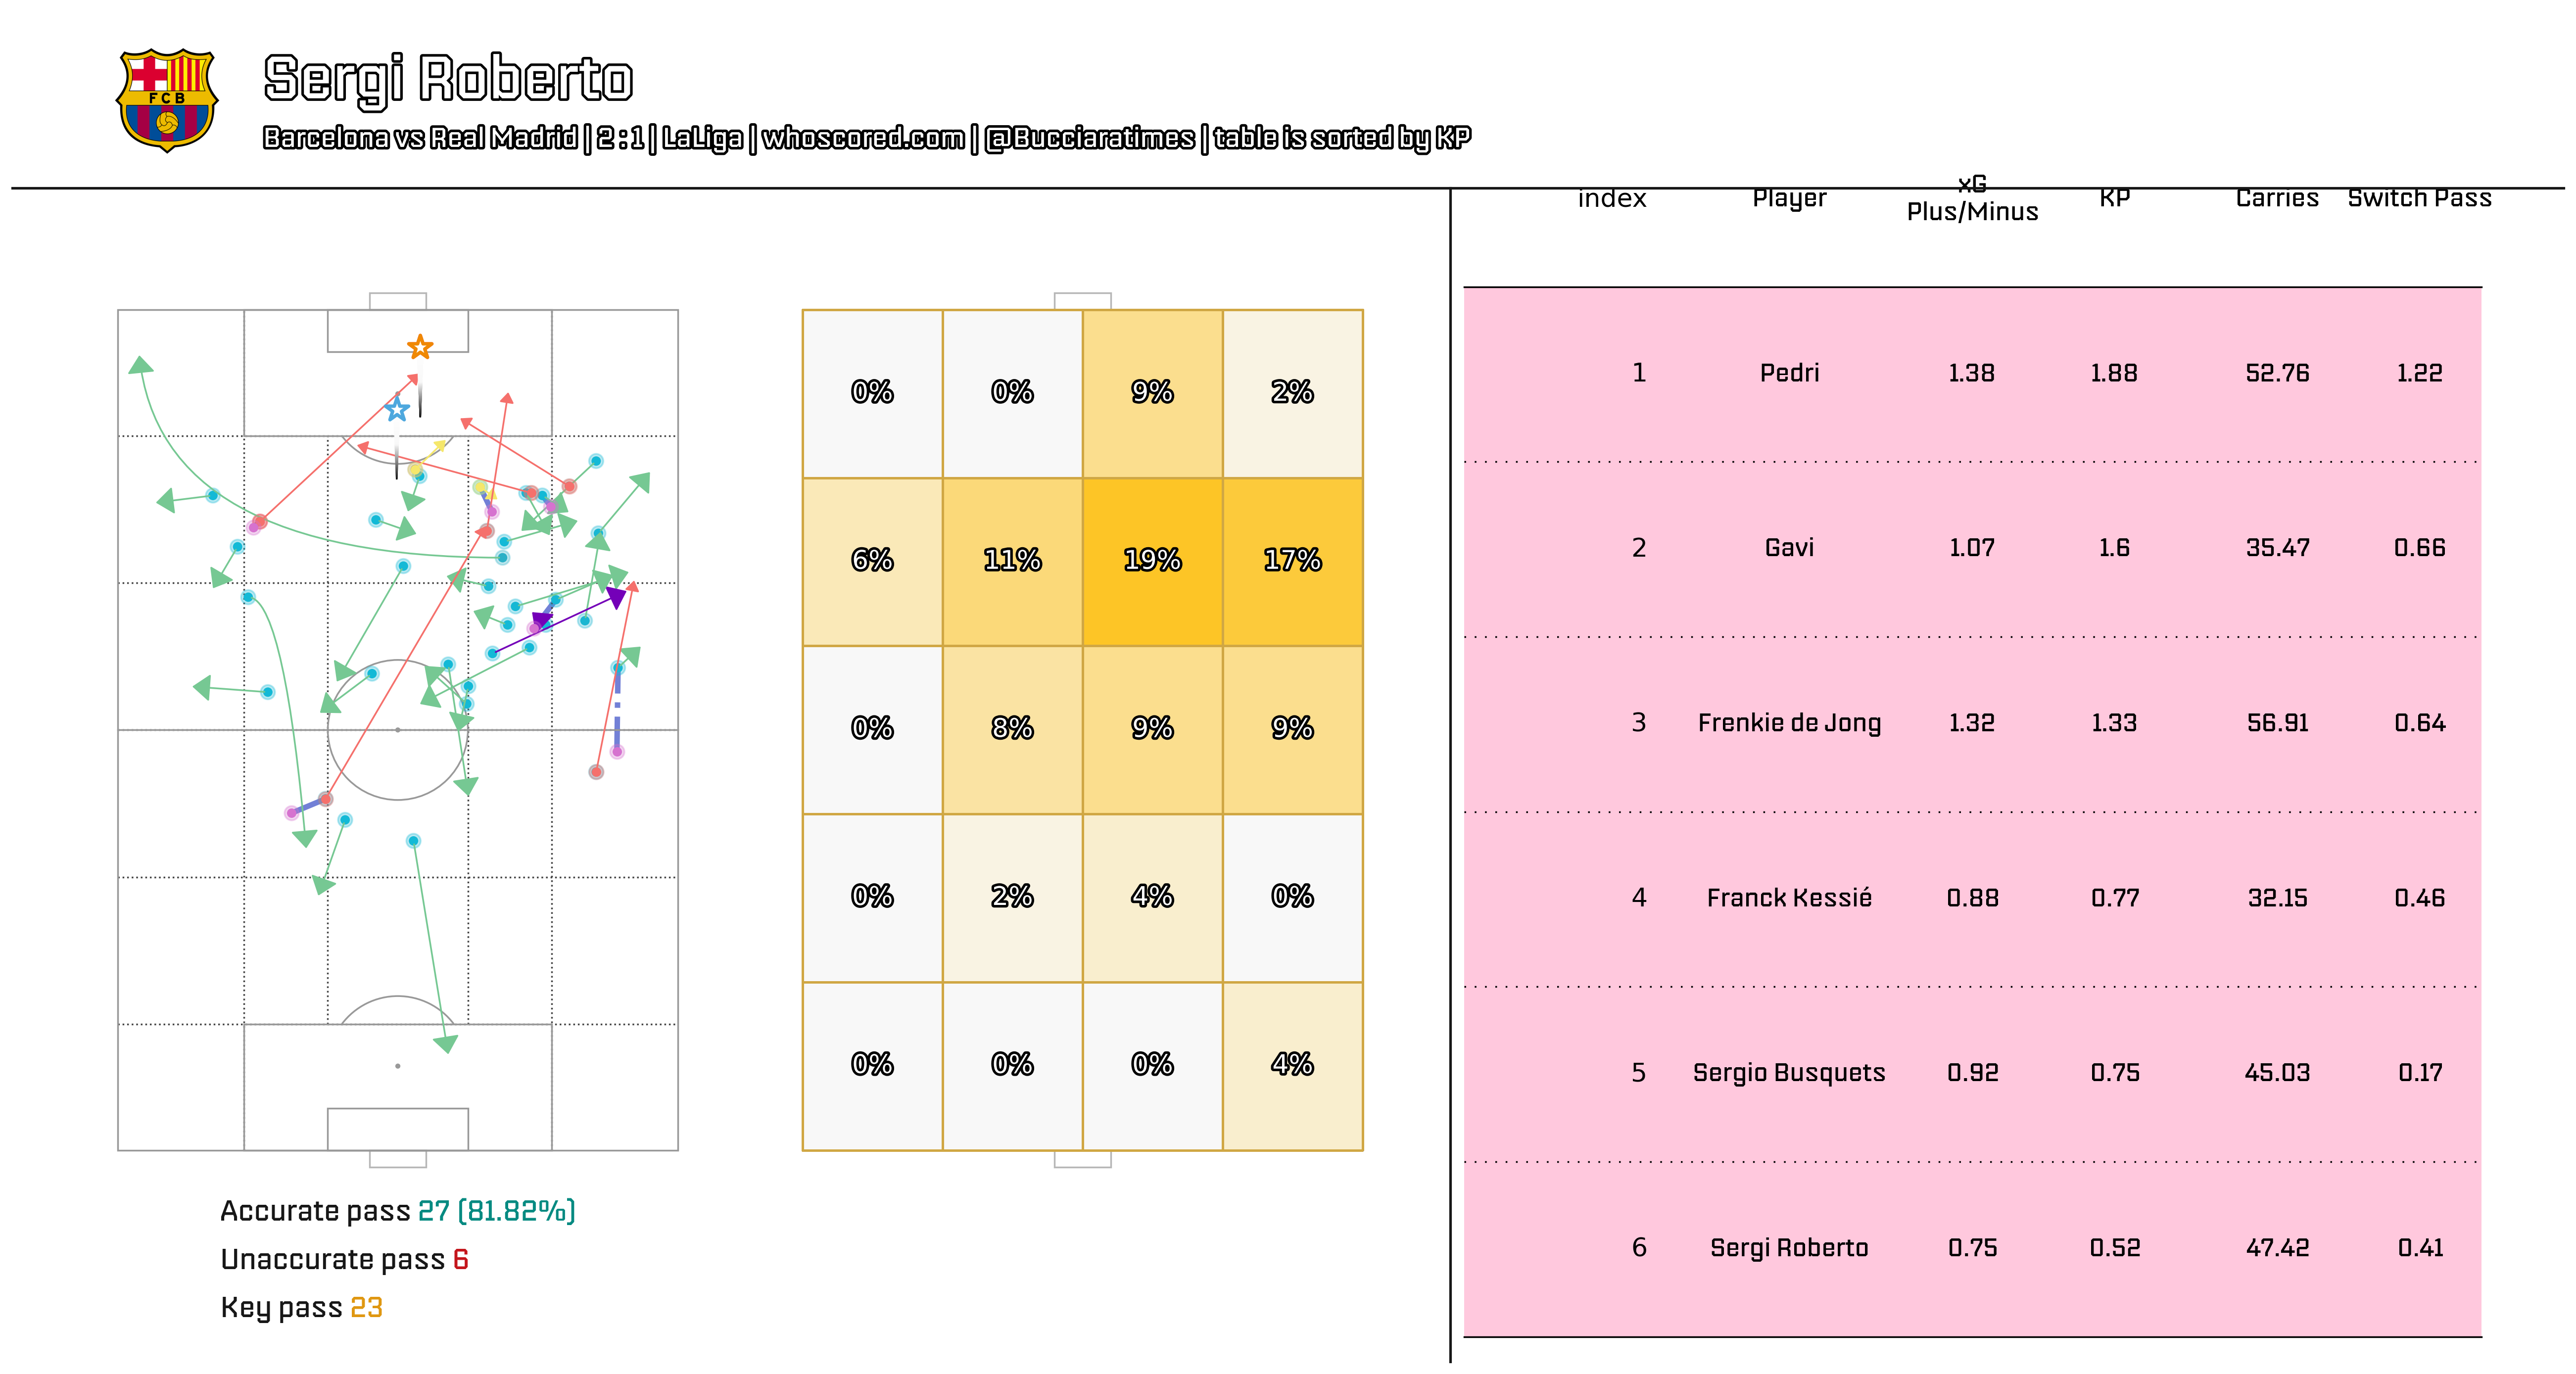 FCB
Sergi Roberto
Barcelona vs Real Madrid | 2 : 1 | LaLiga | whoscored.com | @Bucciaratimes | table is sorted by KP
0% 0% 9% 2%
6% 11% 19% 17%
0% 8% 9% 9%
0% 2% 4% 0%
0% 0% 0% 4%
Accurate pass 27 (81.82%)
Unaccurate pass 6
Key pass 23
index Player xG Plus/Minus KP Carries Switch Pass
1 Pedri 1.38 1.88 52.76 1.22
2 Gavi 1.07 1.6 35.47 0.66
3 Frenkie de Jong 1.32 1.33 56.91 0.64
4 Franck Kessié 0.88 0.77 32.15 0.46
5 Sergio Busquets 0.92 0.75 45.03 0.17
6 Sergi Roberto 0.75 0.52 47.42 0.41